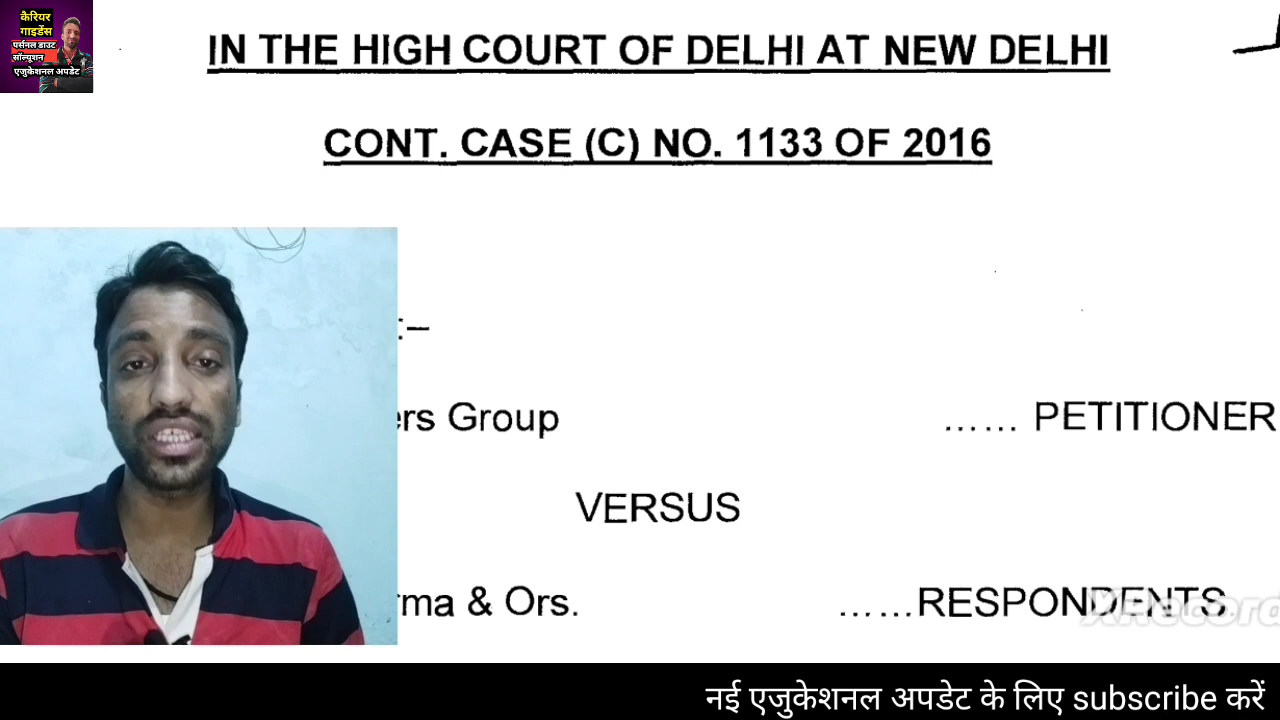 कैरियर
गाइडेंस
पर्सनल डाउट
सॉल्यूशन
एजुकेशनल अपडेट
IN THE HIGH COURT OF DELHI AT NEW DELHI
CONT. CASE (C) NO. 1133 OF 2016
:–
ers Group ...... PETITIONER
VERSUS
rma & Ors. ......RESPONDENTS
XRecord
नई एजुकेशनल अपडेट के लिए subscribe करें